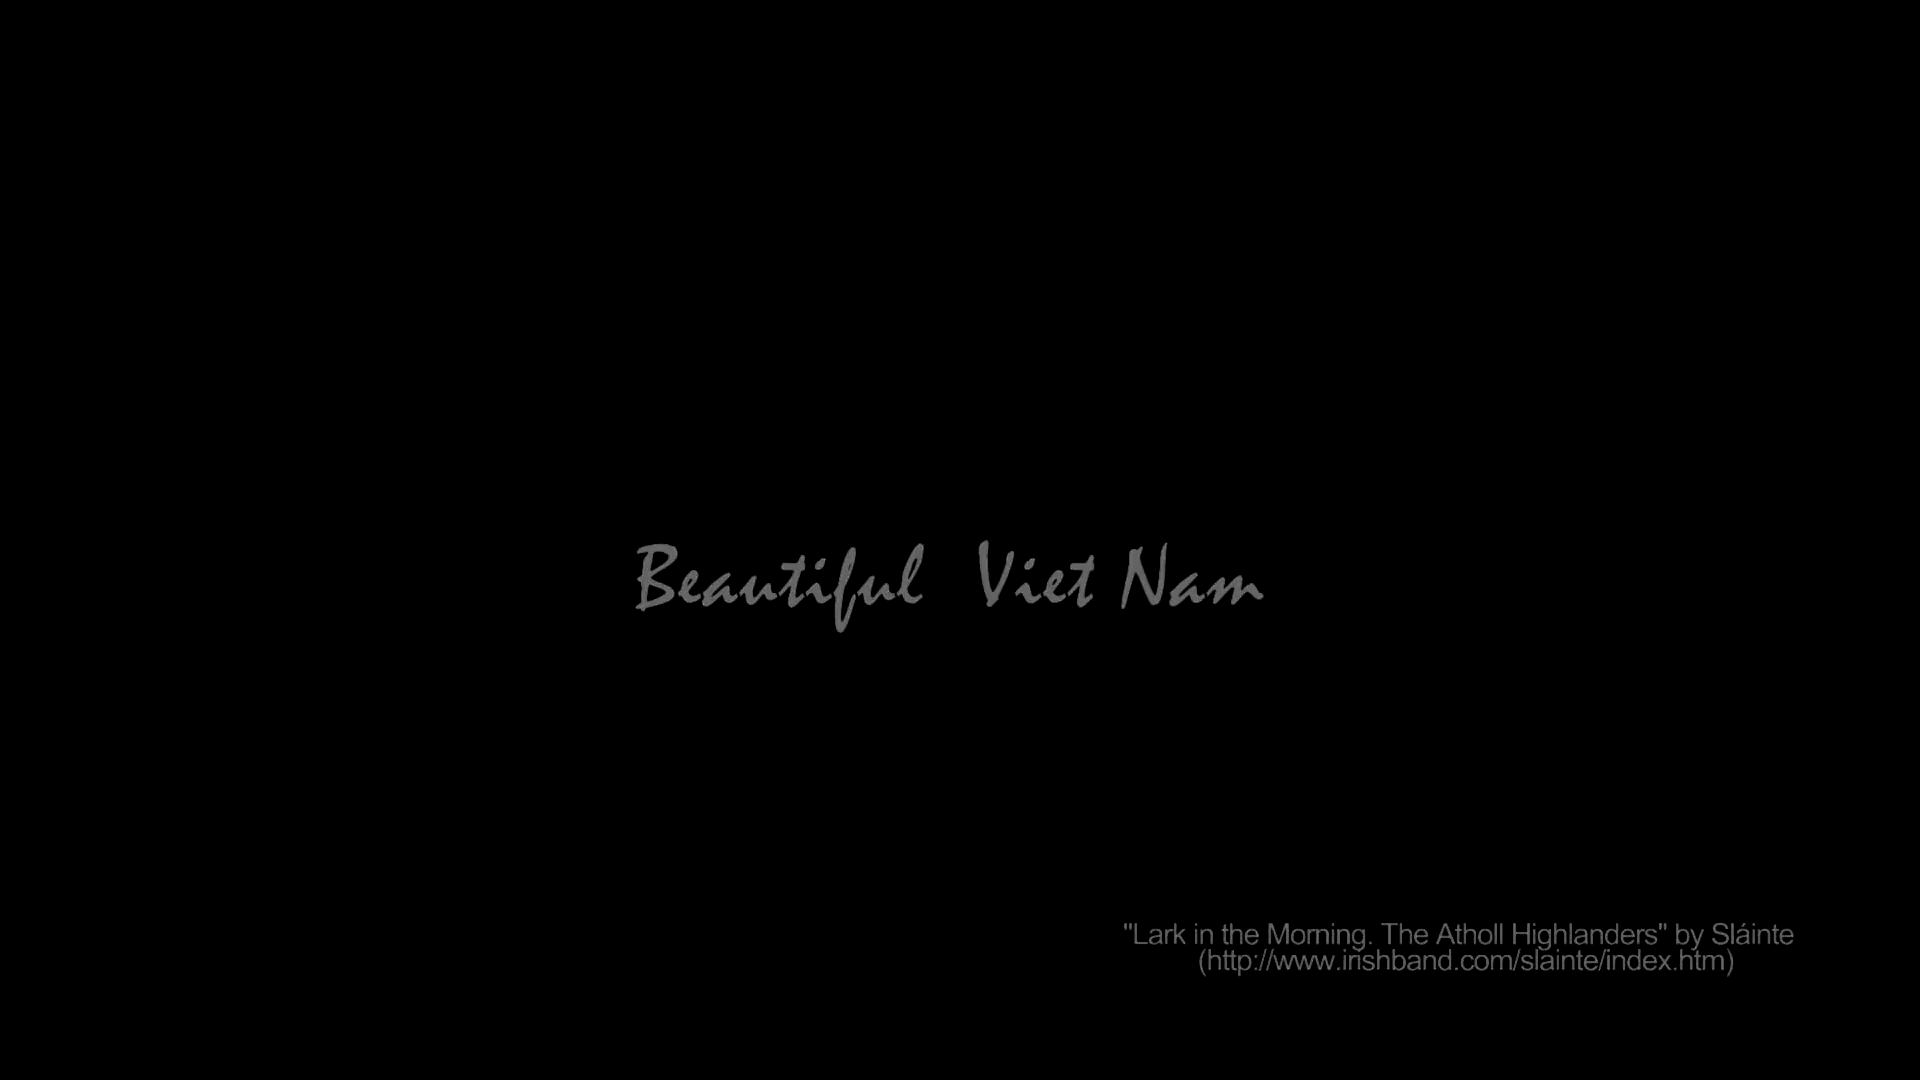 Beautiful Viet Nam
"Lark in the Morning. The Atholl Highlanders" by Sláinte
(http://www.irishband.com/slainte/index.htm)